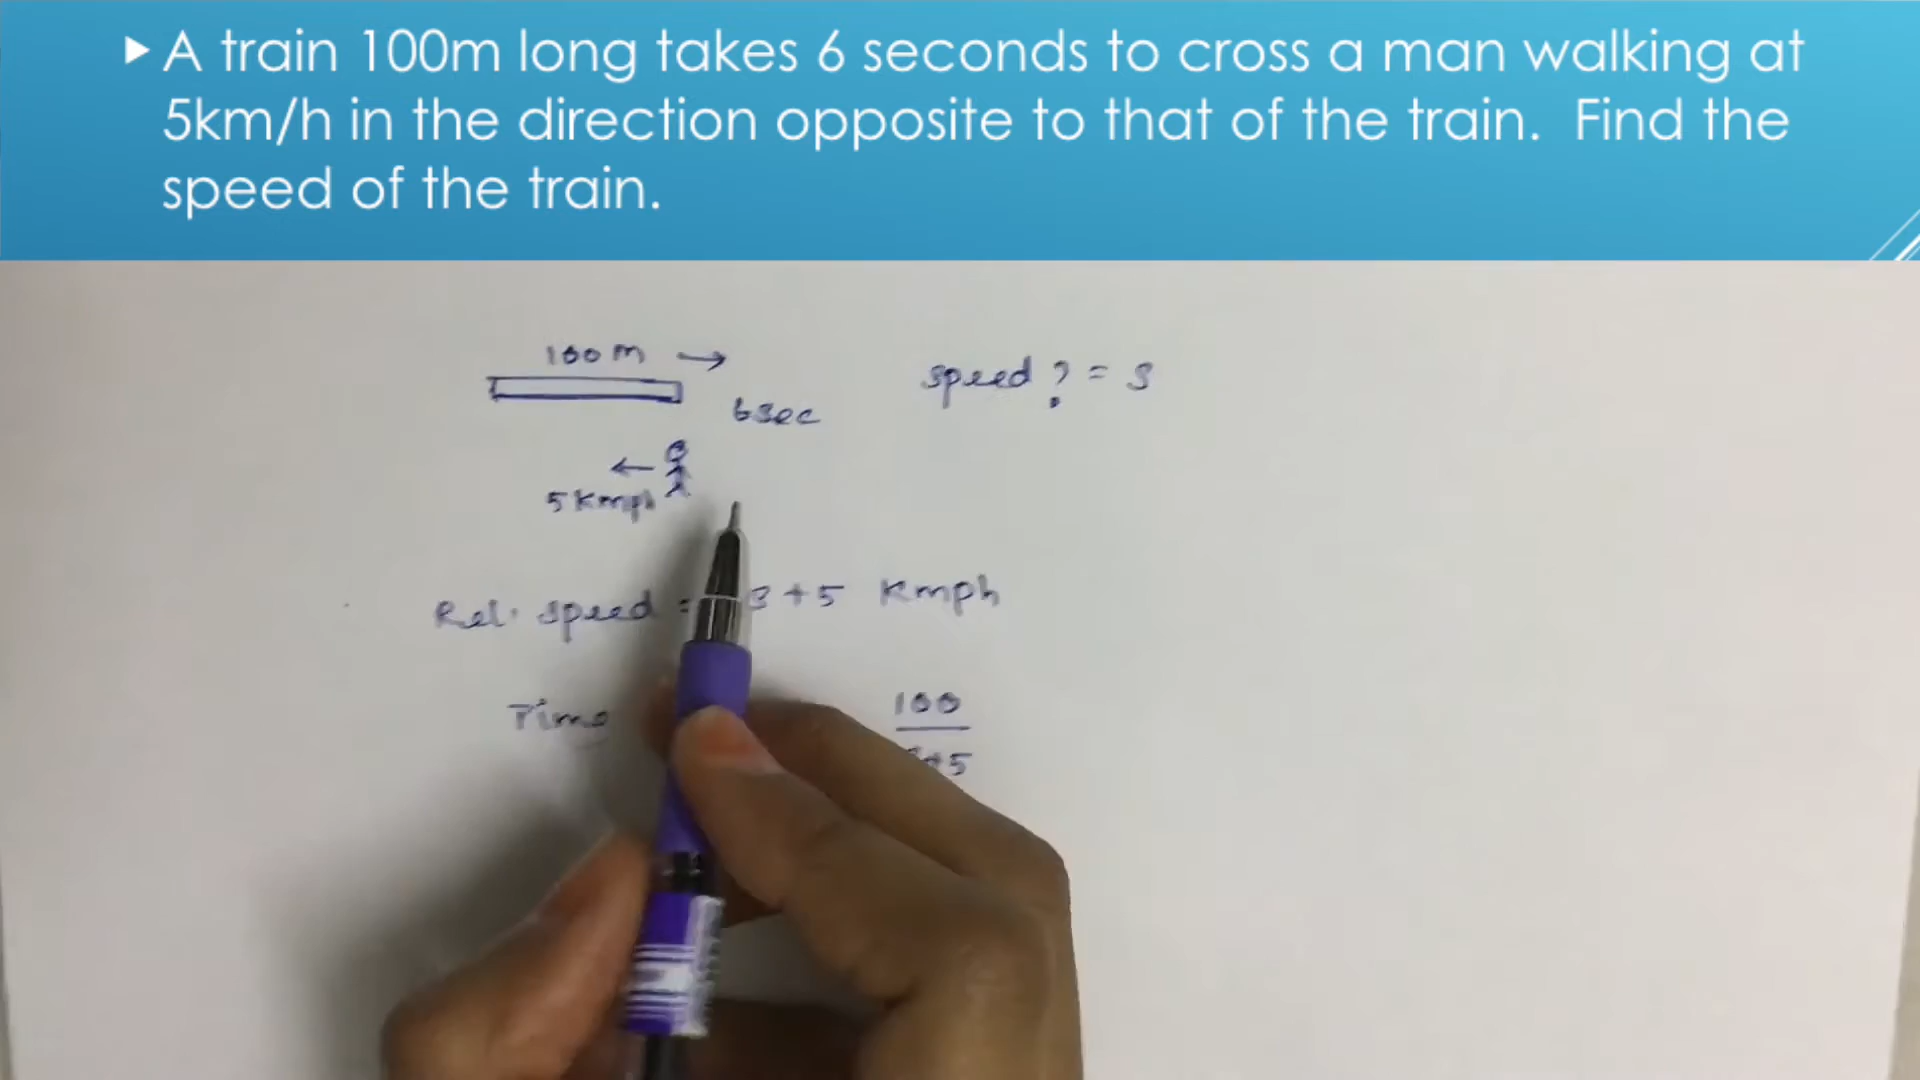 A train 100m long takes 6 seconds to cross a man walking at
5km/h in the direction opposite to that of the train. Find the
speed of the train.
100 m →
6sec
speed ? = s
←
5 Kmph
Rel. speed = s+5 Kmph
Time
100
s+5